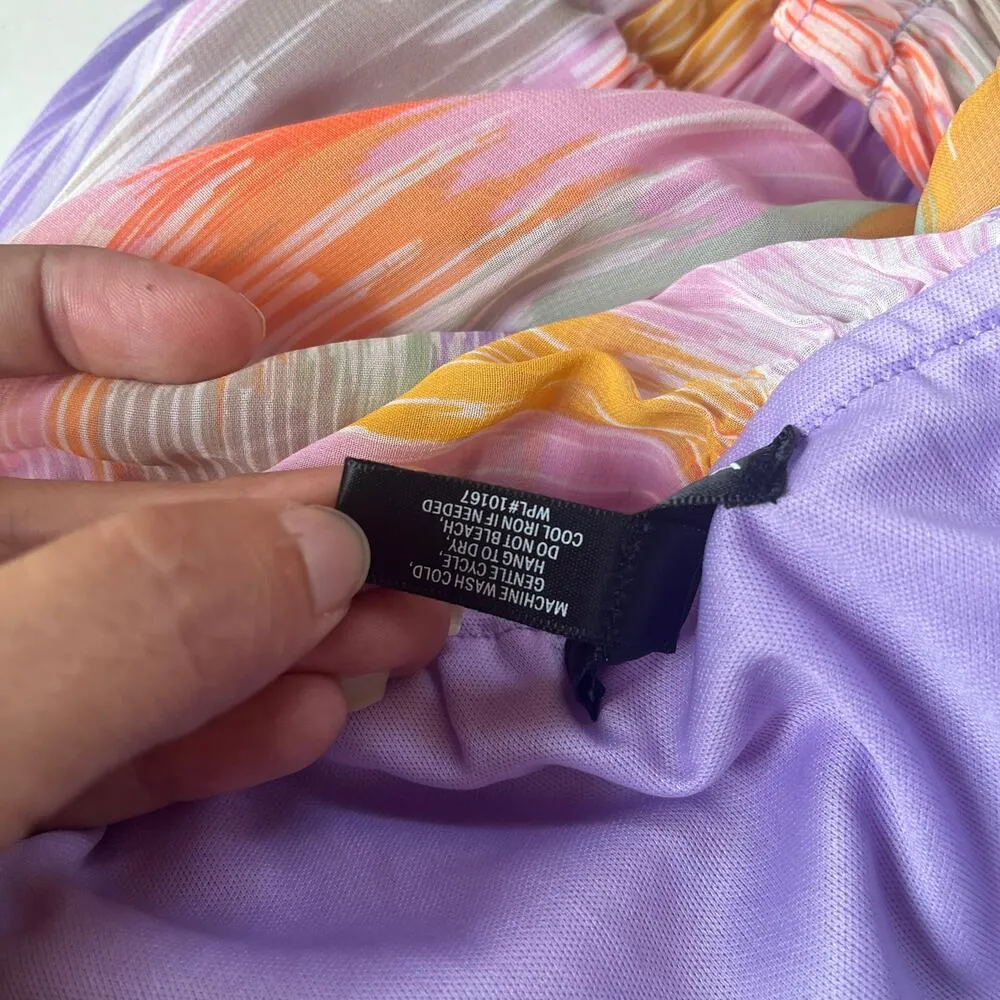 MACHINE WASH COLD,
GENTLE CYCLE,
HANG TO DRY,
DO NOT BLEACH,
COOL IRON IF NEEDED
WPL#10167